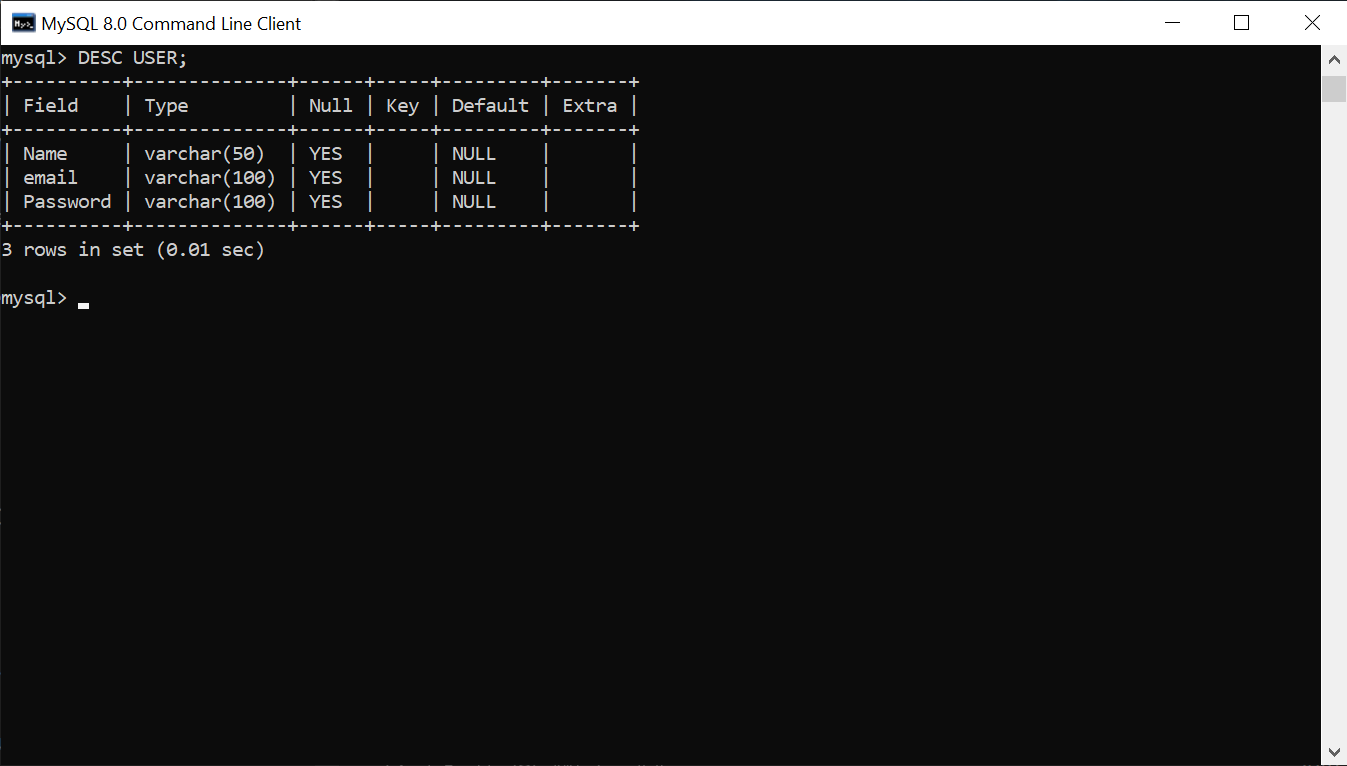 MySQL 8.0 Command Line Client
mysql> DESC USER;
+----------+--------------+------+-----+---------+-------+
| Field    | Type         | Null | Key | Default | Extra |
+----------+--------------+------+-----+---------+-------+
| Name     | varchar(50)  | YES  |     | NULL    |       |
| email    | varchar(100) | YES  |     | NULL    |       |
| Password | varchar(100) | YES  |     | NULL    |       |
+----------+--------------+------+-----+---------+-------+
3 rows in set (0.01 sec)
mysql>